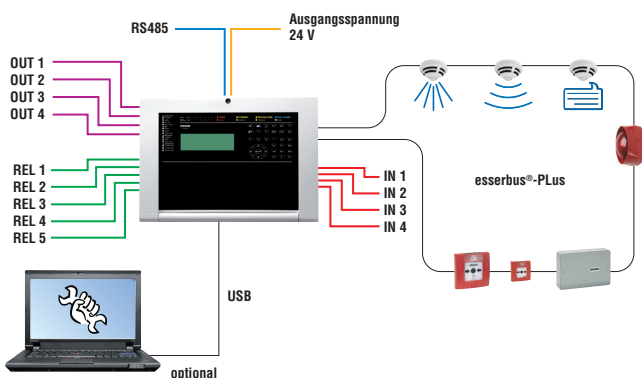 RS485
Ausgangsspannung
24 V
OUT 1
OUT 2
OUT 3
OUT 4
REL 1
REL 2
REL 3
REL 4
REL 5
IN 1
IN 2
IN 3
IN 4
esserbus®-PLus
USB
optional